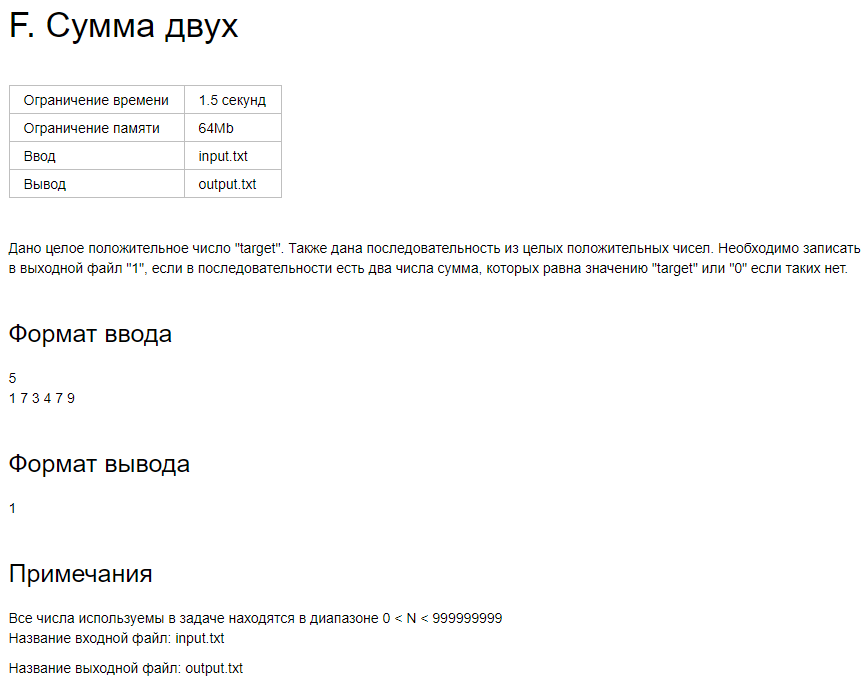 F. Сумма двух
Ограничение времени 1.5 секунд
Ограничение памяти 64Mb
Ввод input.txt
Вывод output.txt
Дано целое положительное число "target". Также дана последовательность из целых положительных чисел. Необходимо записать
в выходной файл "1", если в последовательности есть два числа сумма, которых равна значению "target" или "0" если таких нет.
Формат ввода
5
1 7 3 4 7 9
Формат вывода
1
Примечания
Все числа используемы в задаче находятся в диапазоне 0 < N < 999999999
Название входной файл: input.txt
Название выходной файл: output.txt